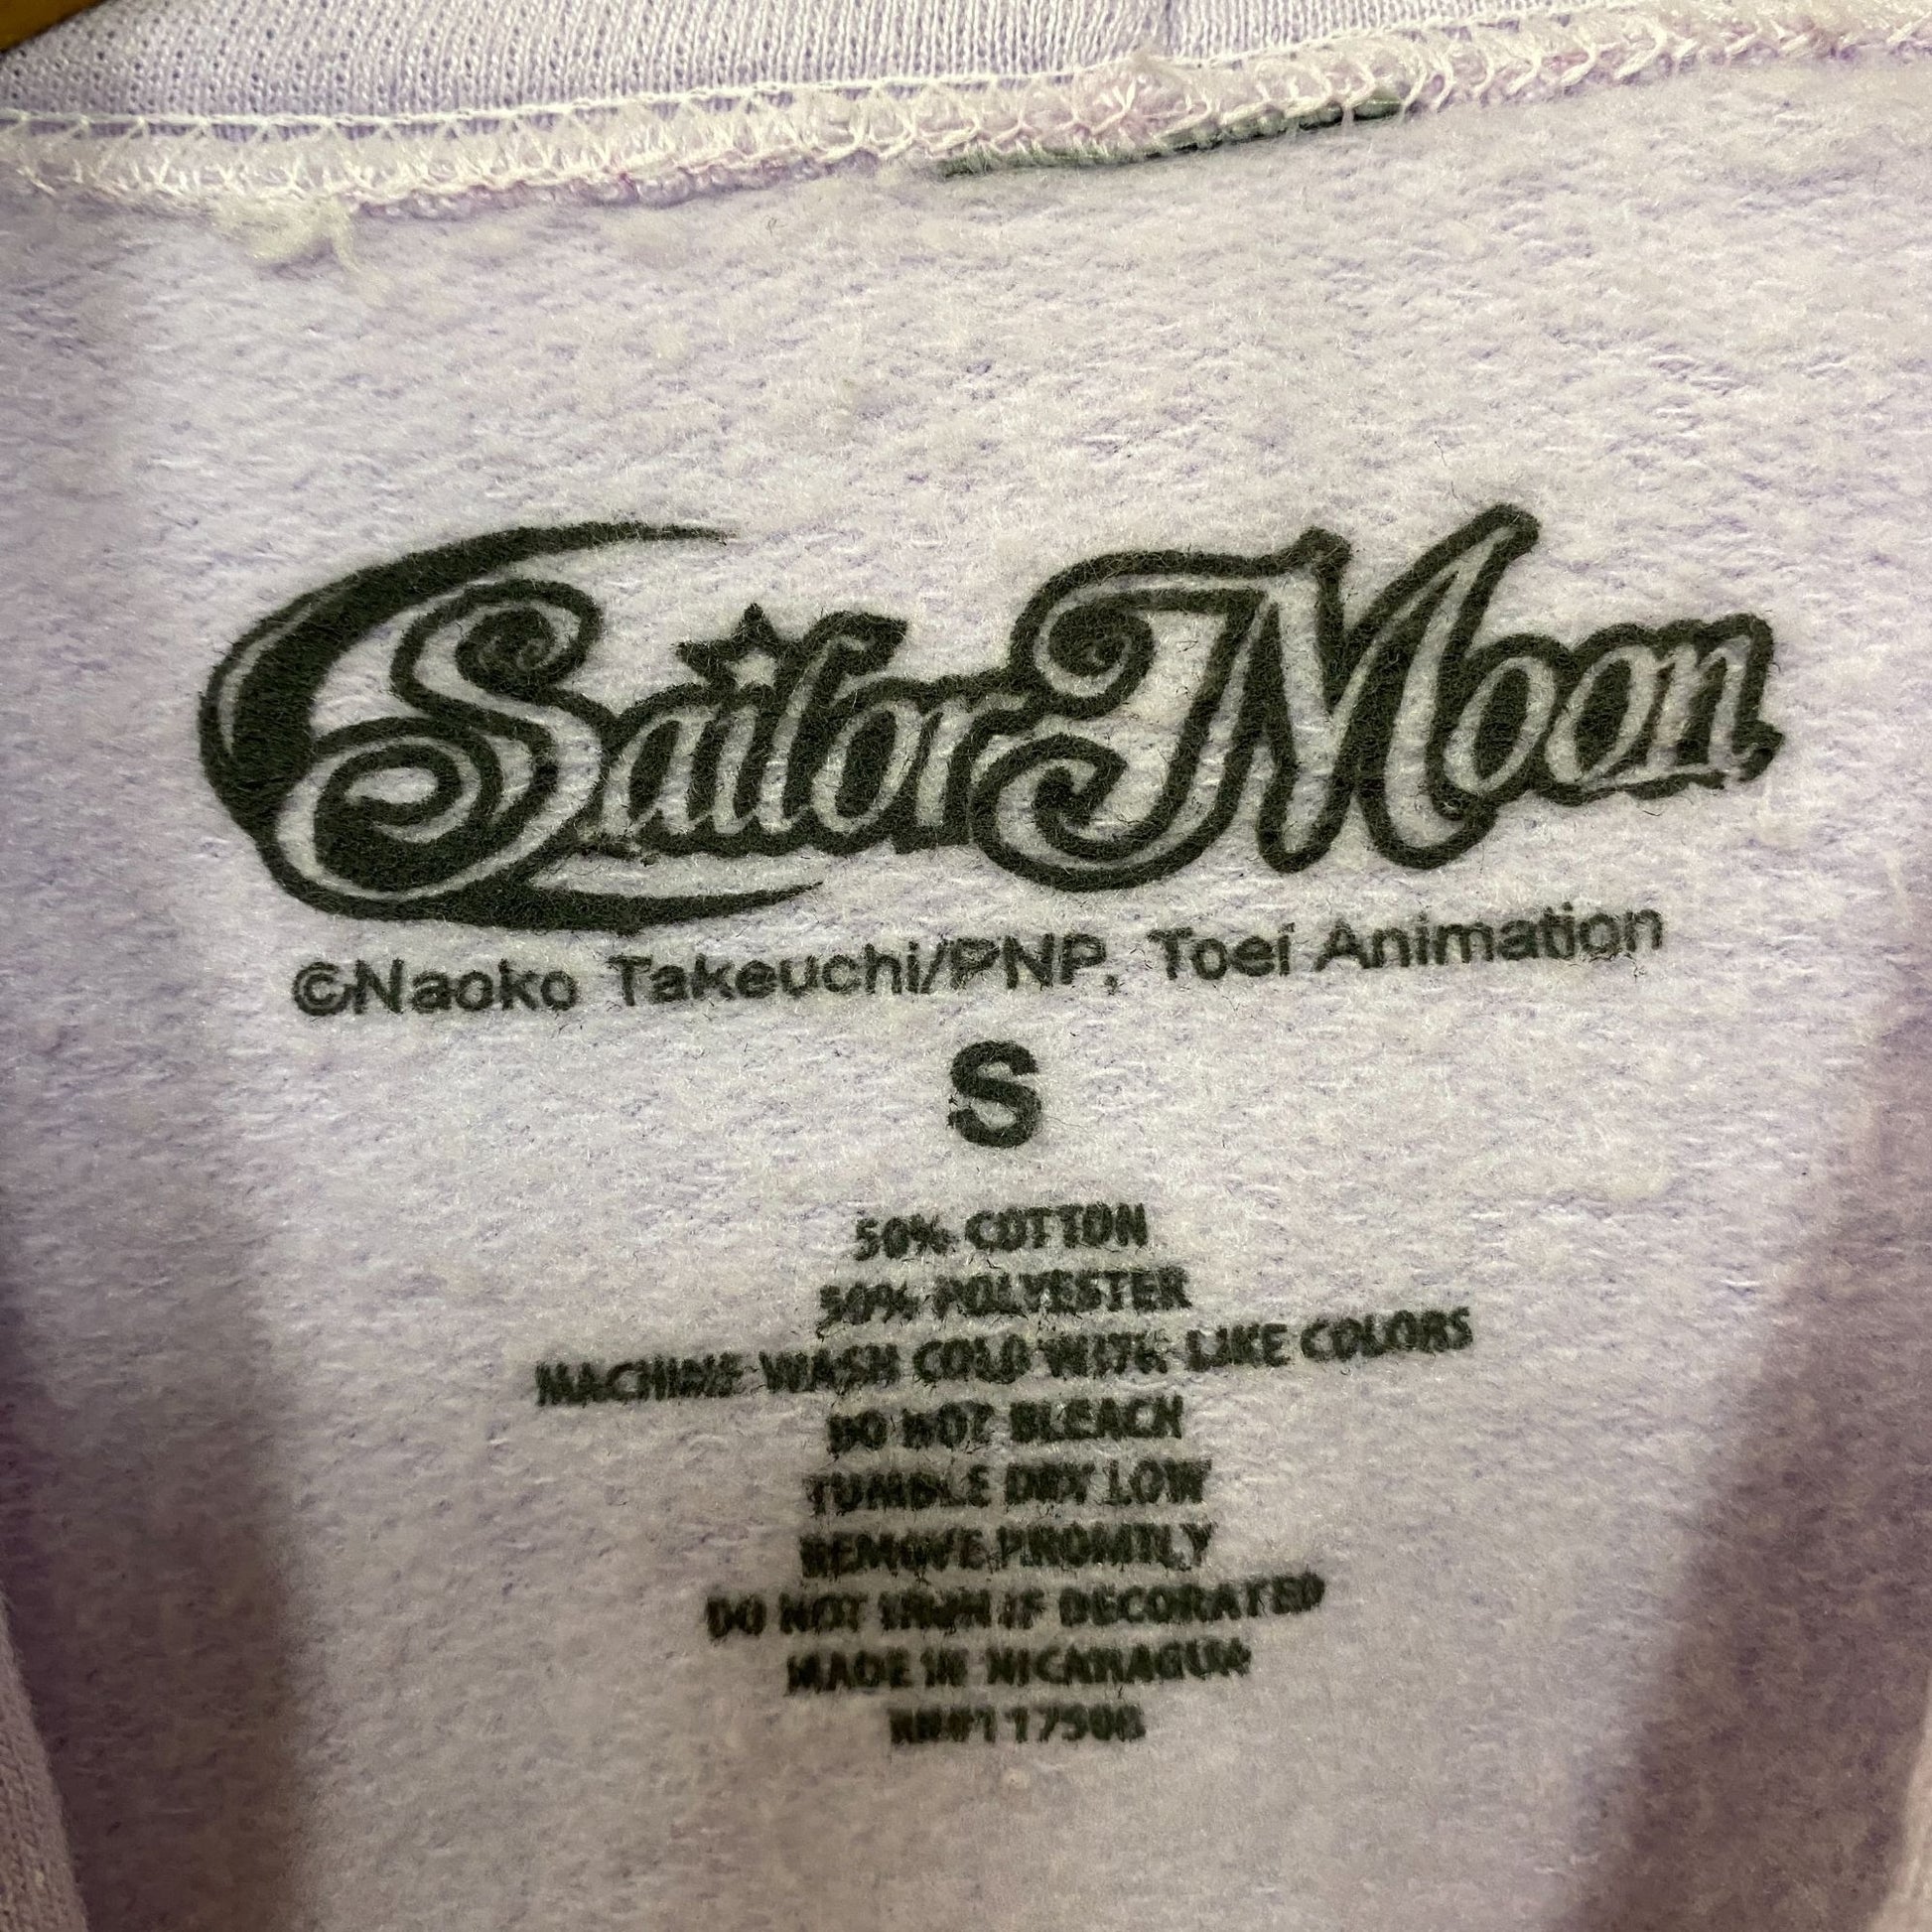 Sailor Moon
©Naoko Takeuchi/PNP, Toei Animation
S
50% COTTON
50% POLYESTER
MACHINE WASH COLD WITH LIKE COLORS
DO NOT BLEACH
TUMBLE DRY LOW
REMOVE PROMTLY
DO NOT IRON IF DECORATED
MADE IN NICARAGUA